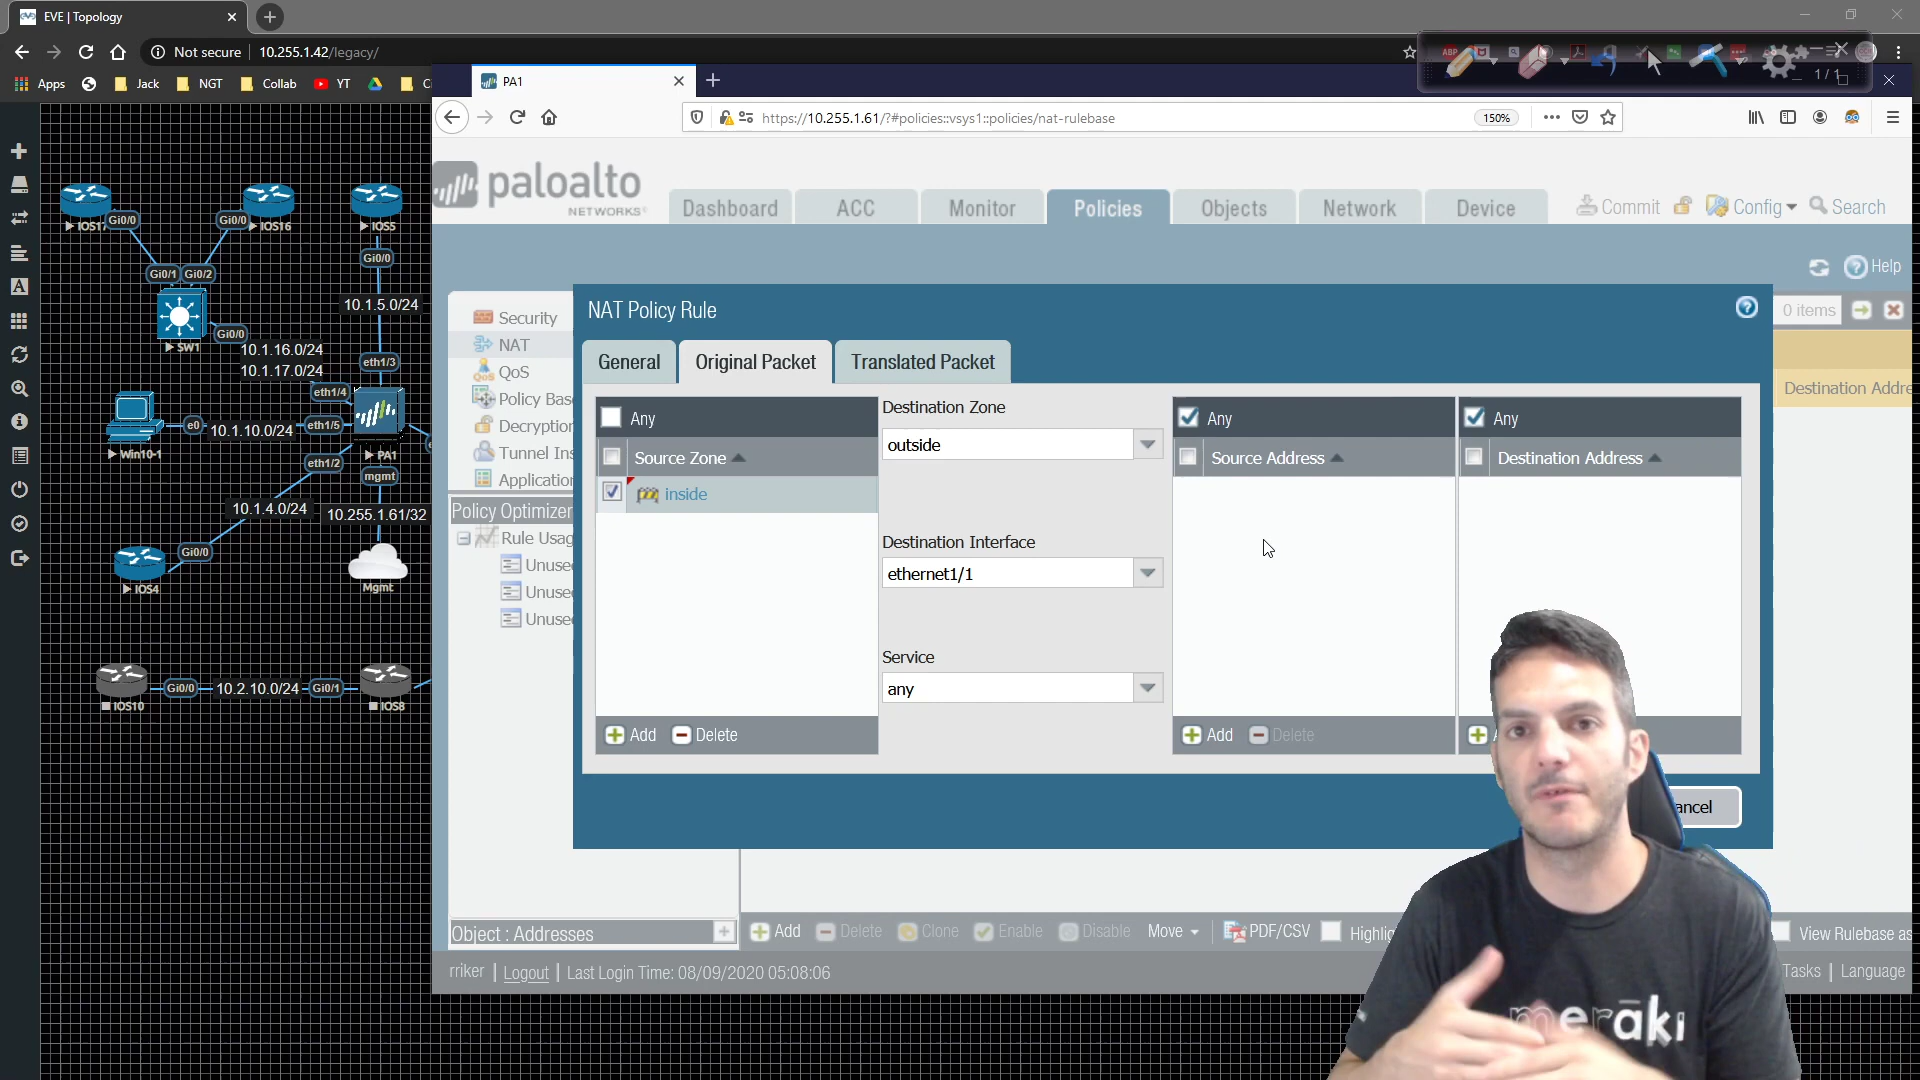 EVE | Topology
Not secure
10.255.1.42/legacy/
Apps
Jack
NGT
Collab
YT
PA1
1 / 1
https://10.255.1.61/?#policies::vsys1::policies/nat-rulebase
150%
paloalto
NETWORKS
Dashboard
ACC
Monitor
Policies
Objects
Network
Device
Commit
Config
Search
Help
0 items
Security
NAT
QoS
Policy Base
Decryption
Tunnel Ins
Application
Policy Optimizer
Rule Usag
Unused
Unused
Unused
Object : Addresses
NAT Policy Rule
General
Original Packet
Translated Packet
Any
Source Zone
inside
Add
Delete
Destination Zone
outside
Destination Interface
ethernet1/1
Service
any
Any
Source Address
Add
Delete
Any
Destination Address
ancel
Destination Addre
Add
Delete
Clone
Enable
Disable
Move
PDF/CSV
Highlig
View Rulebase as
rriker
Logout
Last Login Time: 08/09/2020 05:08:06
Tasks
Language
IOS17
Gi0/0
Gi0/0
IOS16
IOS5
Gi0/0
Gi0/1
Gi0/2
10.1.5.0/24
SW1
Gi0/0
10.1.16.0/24
10.1.17.0/24
eth1/3
eth1/4
Win10-1
e0
10.1.10.0/24
eth1/5
PA1
eth1/2
mgmt
10.1.4.0/24
10.255.1.61/32
Gi0/0
IOS4
Mgmt
IOS10
Gi0/0
10.2.10.0/24
Gi0/1
IOS8
meraki